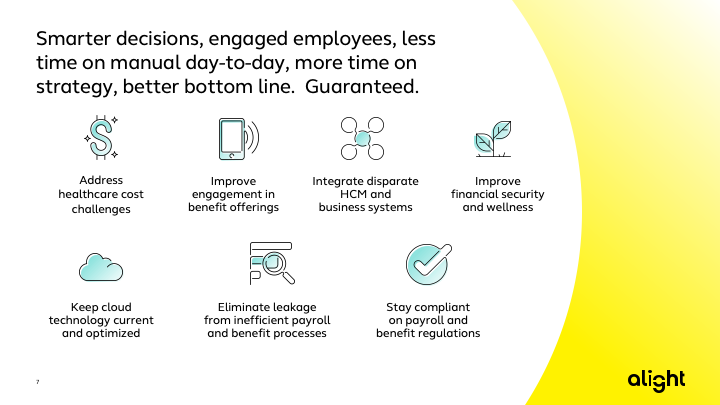 Smarter decisions, engaged employees, less
time on manual day-to-day, more time on
strategy, better bottom line.  Guaranteed.
Address
healthcare cost
challenges
Improve
engagement in
benefit offerings
Integrate disparate
HCM and
business systems
Improve
financial security
and wellness
Keep cloud
technology current
and optimized
Eliminate leakage
from inefficient payroll
and benefit processes
Stay compliant
on payroll and
benefit regulations
7
alight